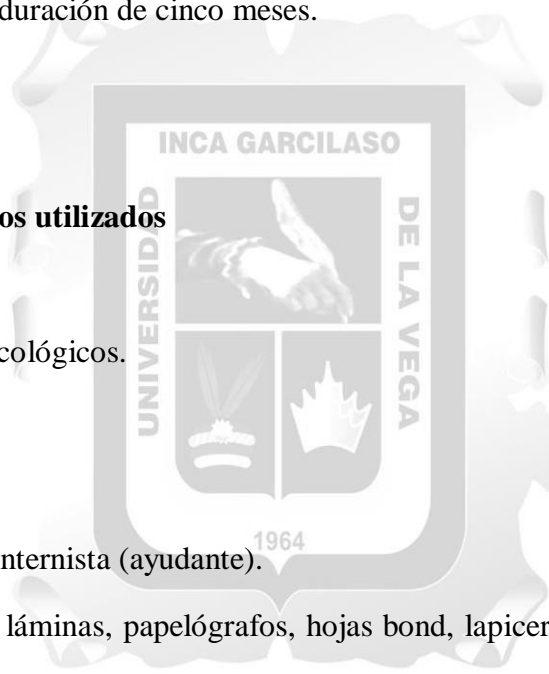 duración de cinco meses.
INCA GARCILASO
UNIVERSIDAD
DE LA VEGA
os utilizados
cológicos.
1964
nternista (ayudante).
láminas, papelógrafos, hojas bond, lapicer